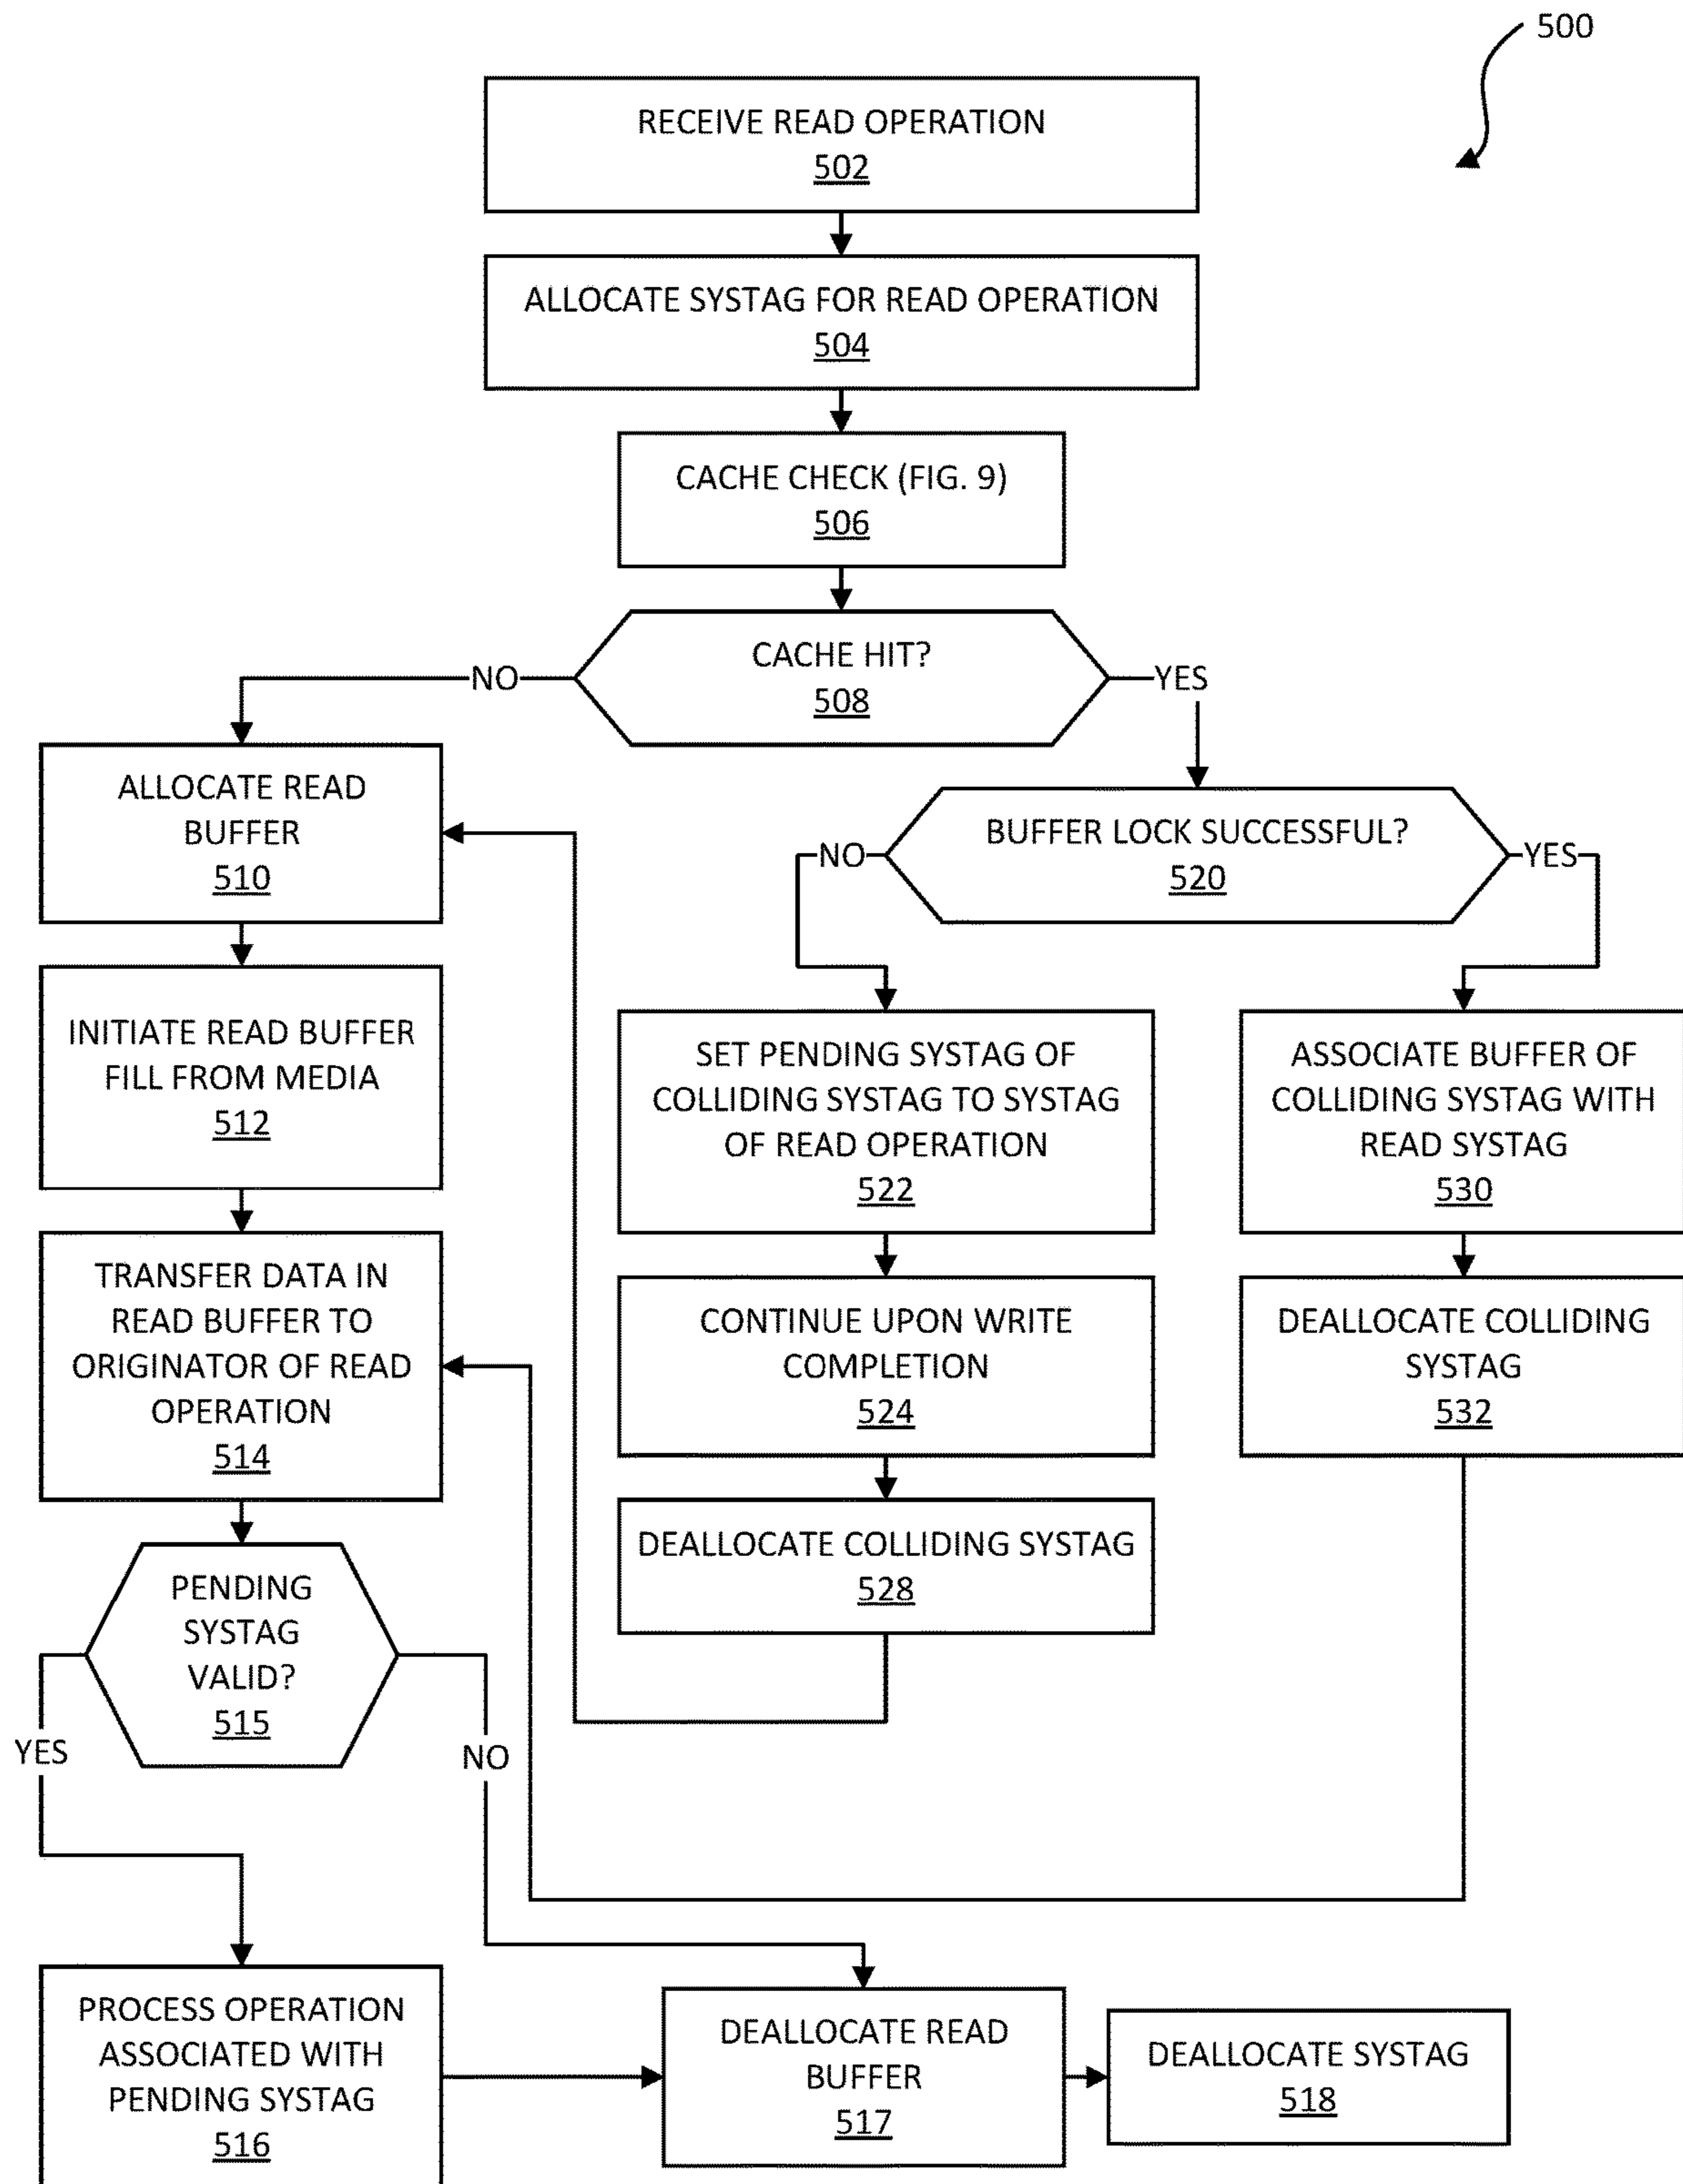 500
RECEIVE READ OPERATION
502
ALLOCATE SYSTAG FOR READ OPERATION
504
CACHE CHECK (FIG. 9)
506
CACHE HIT?
508
NO
YES
ALLOCATE READ
BUFFER
510
BUFFER LOCK SUCCESSFUL?
520
NO
YES
INITIATE READ BUFFER
FILL FROM MEDIA
512
SET PENDING SYSTAG OF
COLLIDING SYSTAG TO SYSTAG
OF READ OPERATION
522
ASSOCIATE BUFFER OF
COLLIDING SYSTAG WITH
READ SYSTAG
530
TRANSFER DATA IN
READ BUFFER TO
ORIGINATOR OF READ
OPERATION
514
CONTINUE UPON WRITE
COMPLETION
524
DEALLOCATE COLLIDING
SYSTAG
532
DEALLOCATE COLLIDING SYSTAG
528
PENDING
SYSTAG
VALID?
515
YES
NO
PROCESS OPERATION
ASSOCIATED WITH
PENDING SYSTAG
516
DEALLOCATE READ
BUFFER
517
DEALLOCATE SYSTAG
518